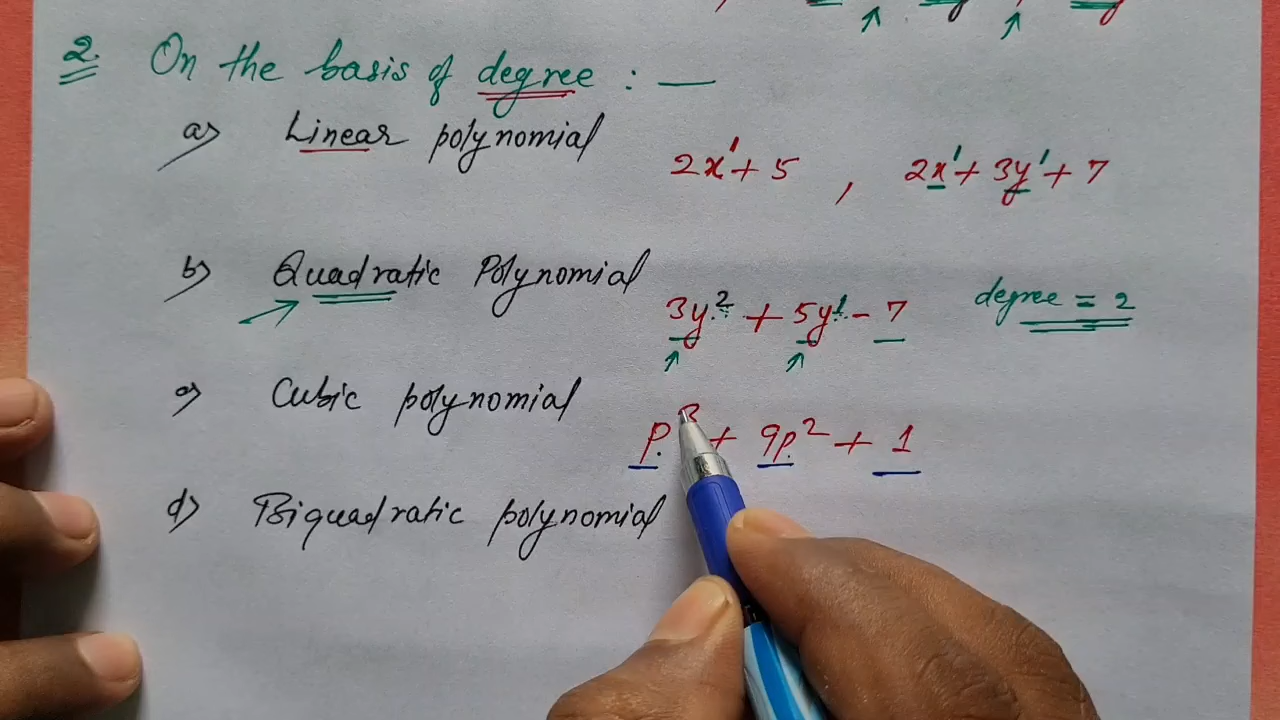 2. On the basis of degree : —
a) Linear polynomial 2x¹ + 5 , 2x¹ + 3y¹ + 7
b) Quadratic Polynomial 3y² + 5y¹ - 7 degree = 2
c) Cubic polynomial p³ + 9p² + 1
d) Biquadratic polynomial